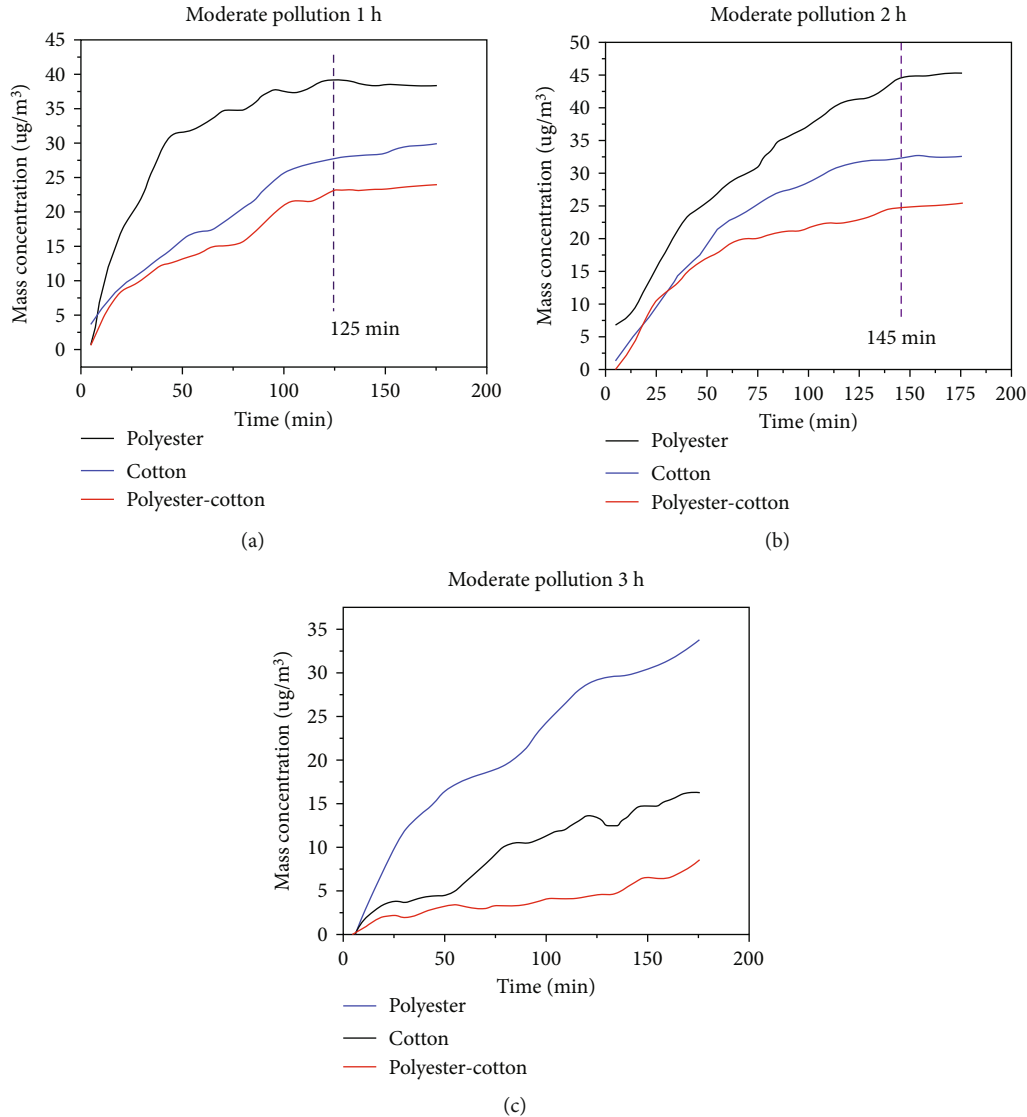 Moderate pollution 1 h
Mass concentration (ug/m³)
45
40
35
30
25
20
15
10
5
0
0 50 100 150 200
125 min
Time (min)
Polyester
Cotton
Polyester-cotton
(a)
Moderate pollution 2 h
Mass concentration (ug/m³)
50
45
35
30
25
25
20
15
10
5
0
0 25 50 75 100 125 150 175 200
145 min
Time (min)
Polyester
Cotton
Polyester-cotton
(b)
Moderate pollution 3 h
Mass concentration (ug/m³)
35
30
25
20
15
10
5
0
0 50 100 150 200
Time (min)
Polyester
Cotton
Polyester-cotton
(c)